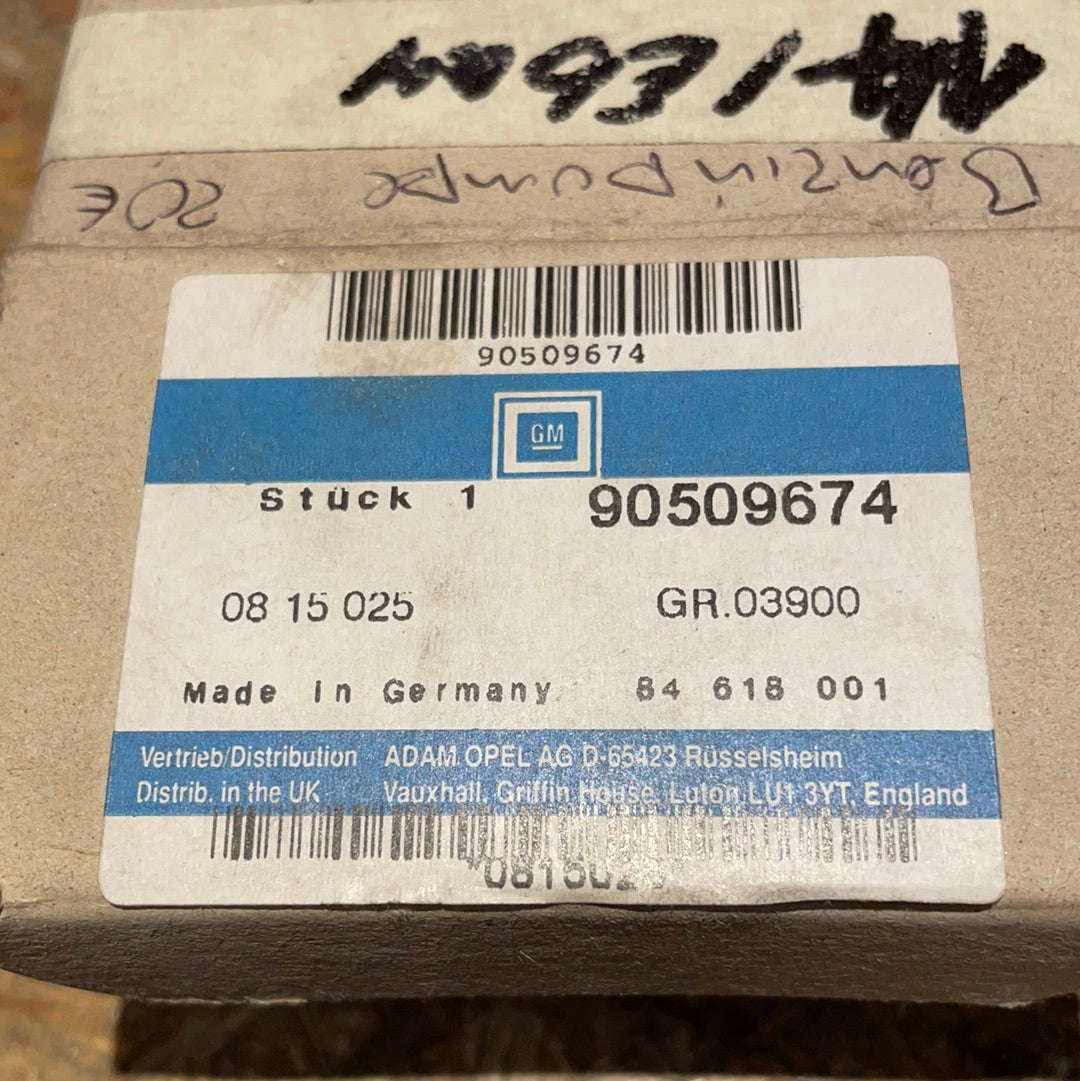 Benzinpumpe 20€
90509674
GM
Stück 1 90509674
08 15 025 GR.03900
Made in Germany 84 618 001
Vertrieb/Distribution ADAM OPEL AG D-65423 Rüsselsheim
Distrib. in the UK Vauxhall, Griffin House, Luton LU1 3YT, England